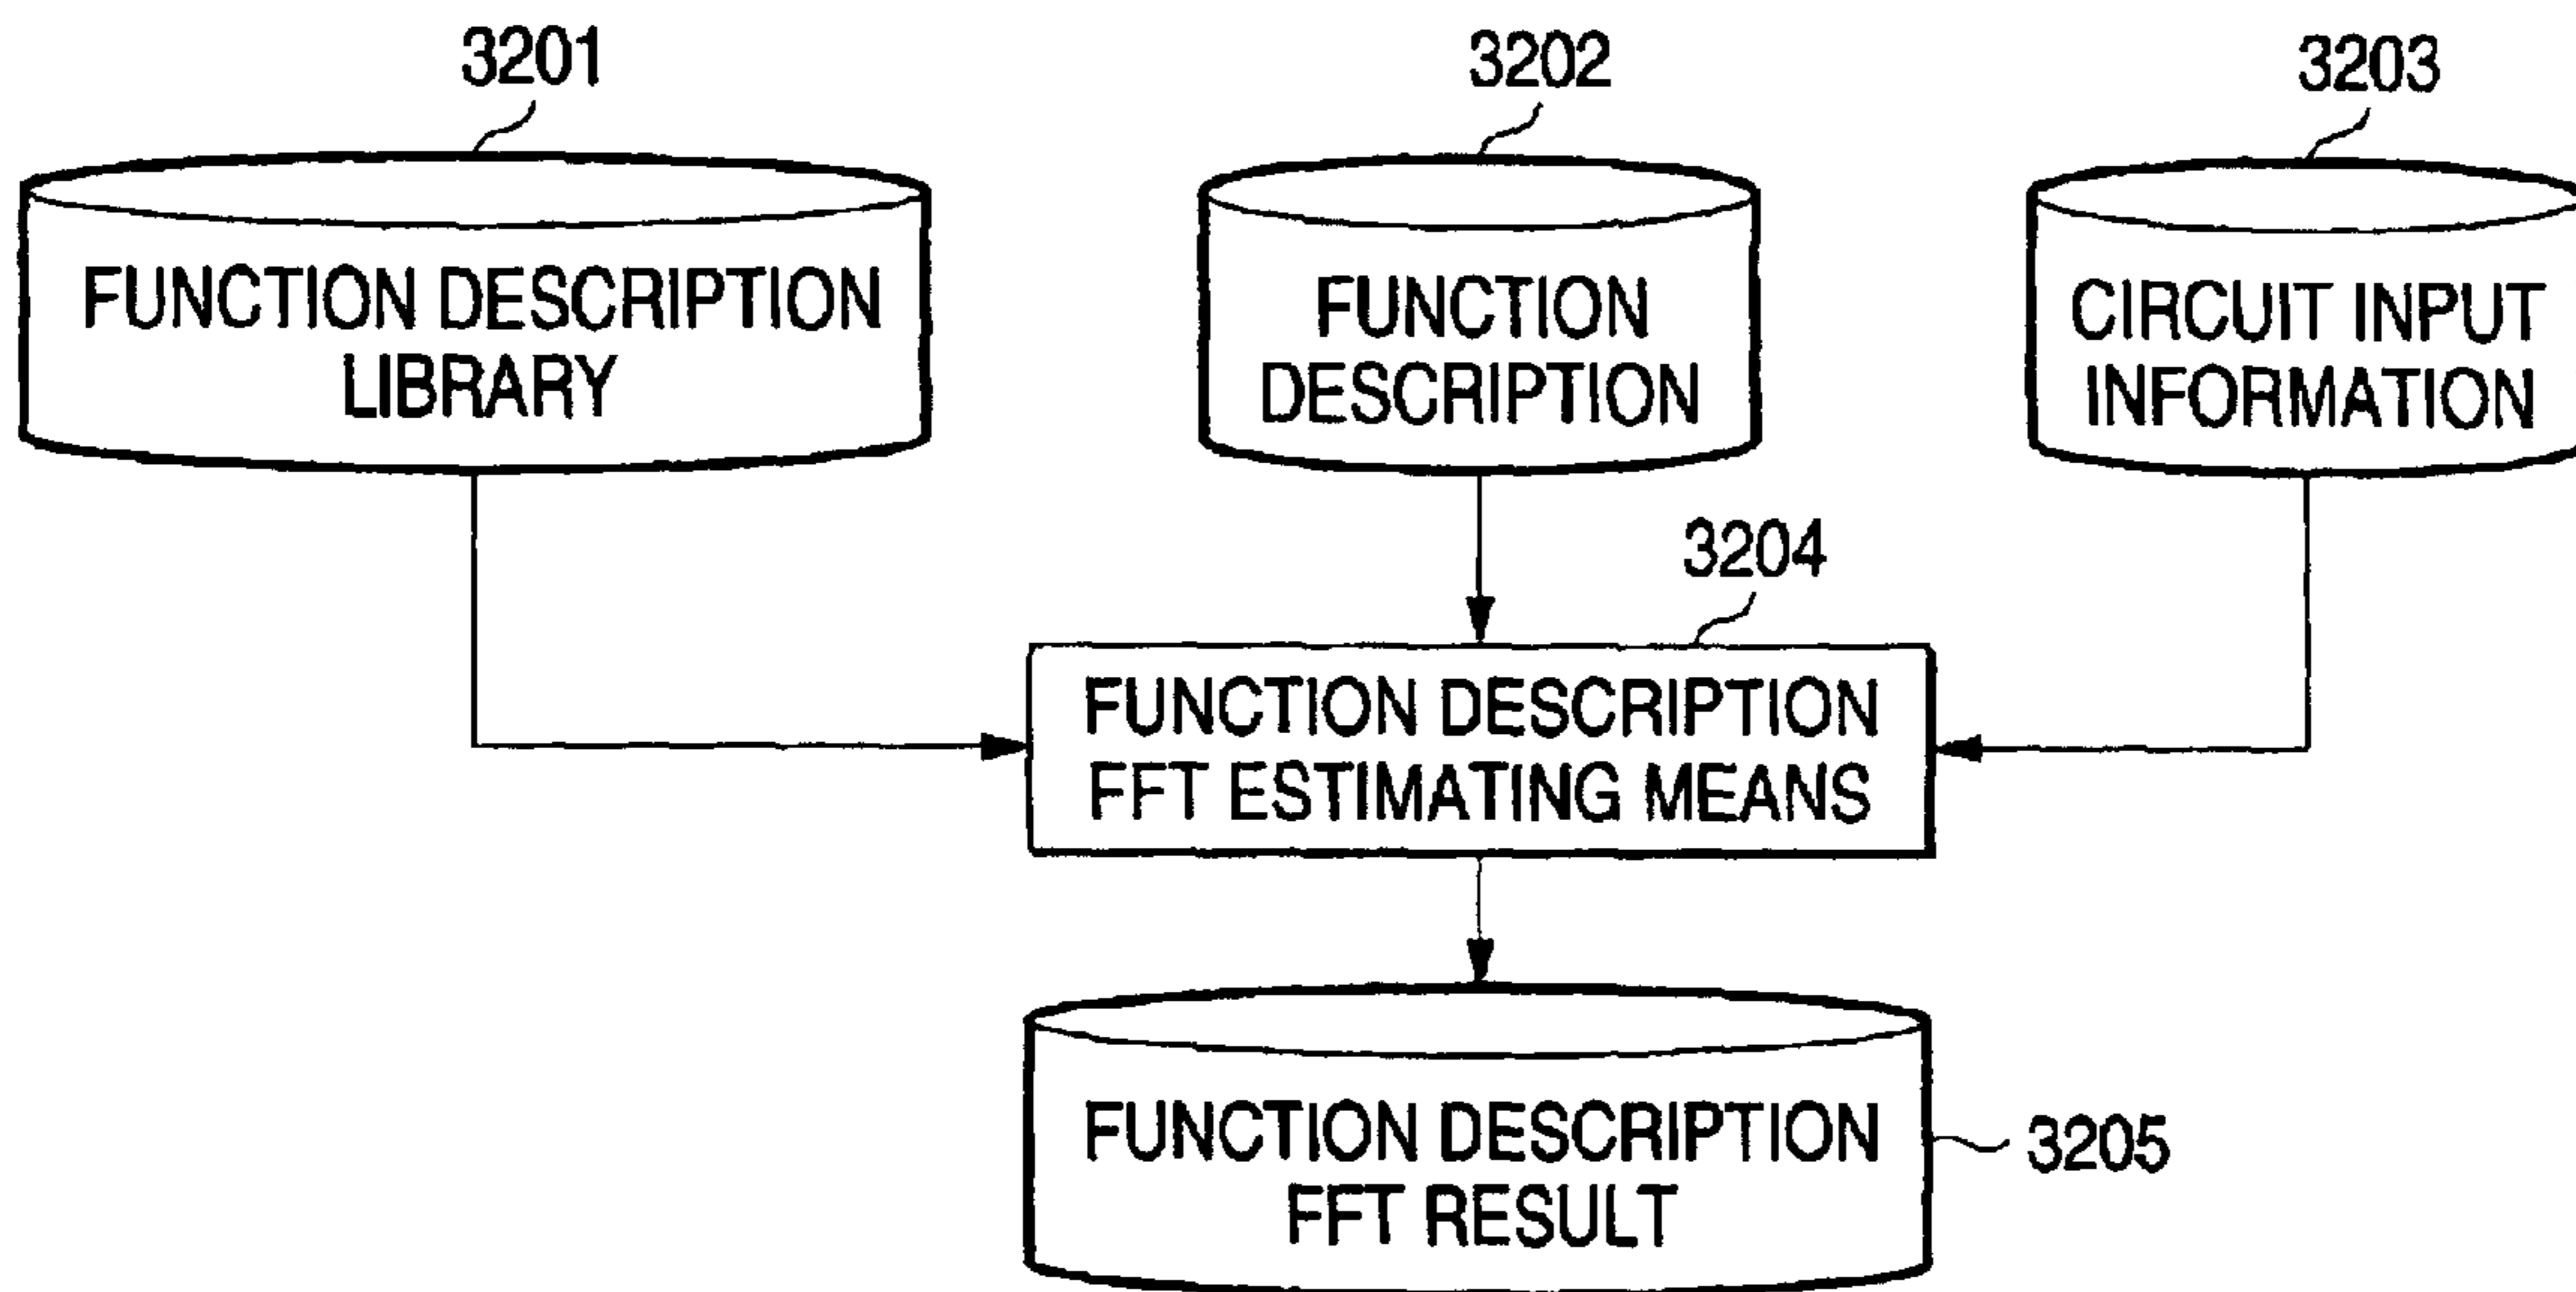 3201
3202
3203
FUNCTION DESCRIPTION
LIBRARY
FUNCTION
DESCRIPTION
CIRCUIT INPUT
INFORMATION
3204
FUNCTION DESCRIPTION
FFT ESTIMATING MEANS
FUNCTION DESCRIPTION
FFT RESULT
3205